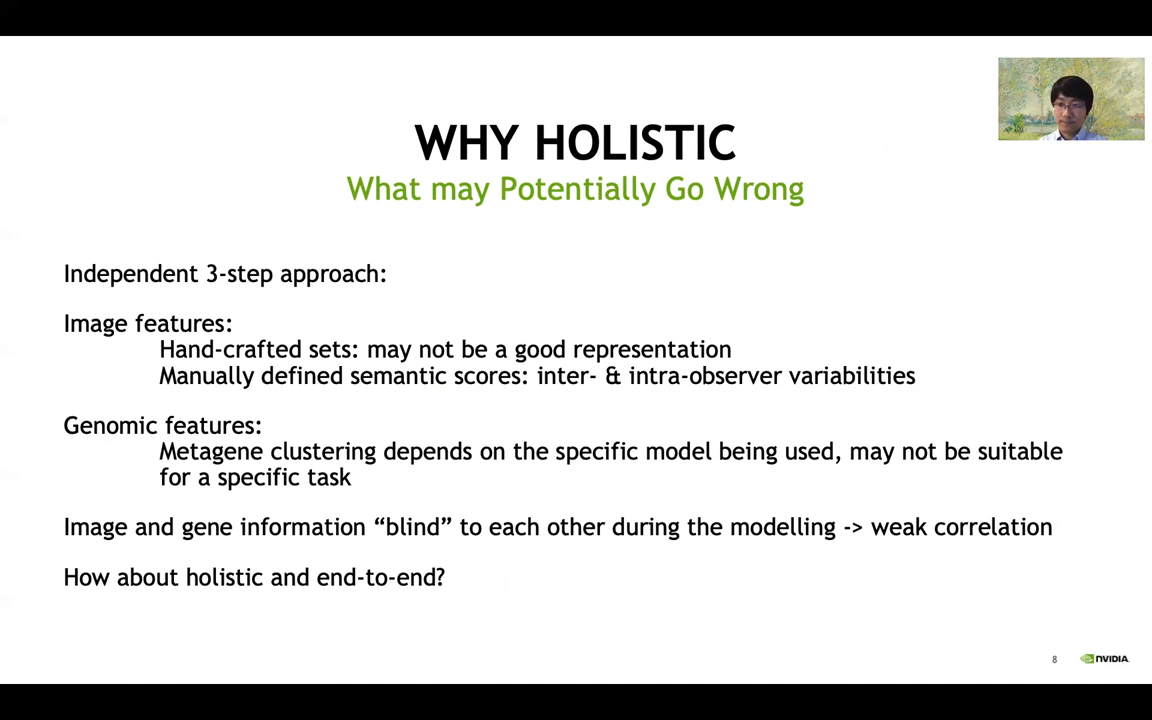 WHY HOLISTIC
What may Potentially Go Wrong
Independent 3-step approach:
Image features:
Hand-crafted sets: may not be a good representation
Manually defined semantic scores: inter- & intra-observer variabilities
Genomic features:
Metagene clustering depends on the specific model being used, may not be suitable
for a specific task
Image and gene information “blind” to each other during the modelling -> weak correlation
How about holistic and end-to-end?
8
NVIDIA.